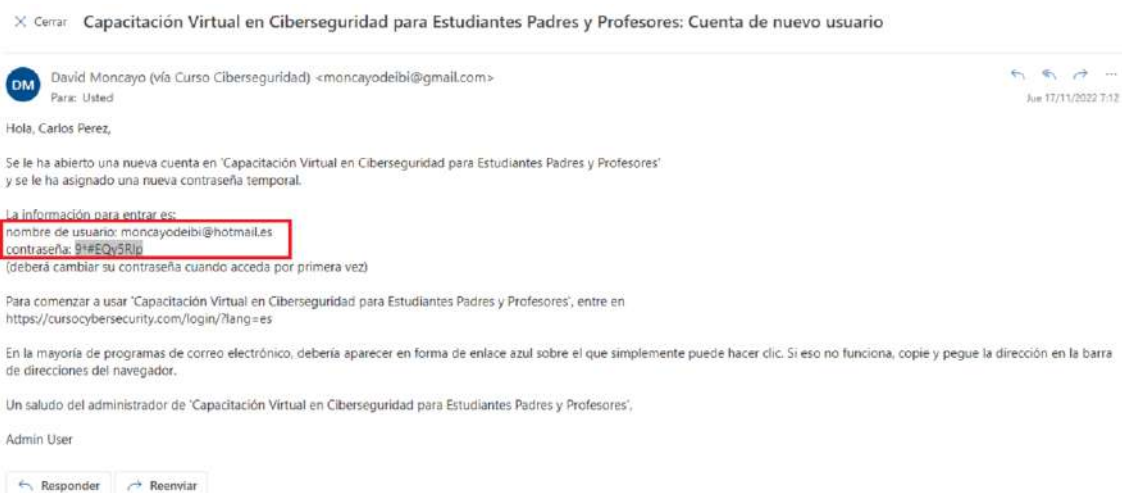 Cerrar Capacitación Virtual en Ciberseguridad para Estudiantes Padres y Profesores: Cuenta de nuevo usuario
DM
David Moncayo (vía Curso Ciberseguridad) <moncayodeibi@gmail.com>
Para: Usted
Jue 17/11/2022 7:12
Hola, Carlos Perez,
Se le ha abierto una nueva cuenta en 'Capacitación Virtual en Ciberseguridad para Estudiantes Padres y Profesores'
y se le ha asignado una nueva contraseña temporal.
La información para entrar es:
nombre de usuario: moncayodeibi@hotmail.es
contraseña:
(deberá cambiar su contraseña cuando acceda por primera vez)
Para comenzar a usar 'Capacitación Virtual en Ciberseguridad para Estudiantes Padres y Profesores', entre en
https://cursocybersecurity.com/login/?lang=es
En la mayoría de programas de correo electrónico, debería aparecer en forma de enlace azul sobre el que simplemente puede hacer clic. Si eso no funciona, copie y pegue la dirección en la barra
de direcciones del navegador.
Un saludo del administrador de 'Capacitación Virtual en Ciberseguridad para Estudiantes Padres y Profesores',
Admin User
Responder
Reenviar